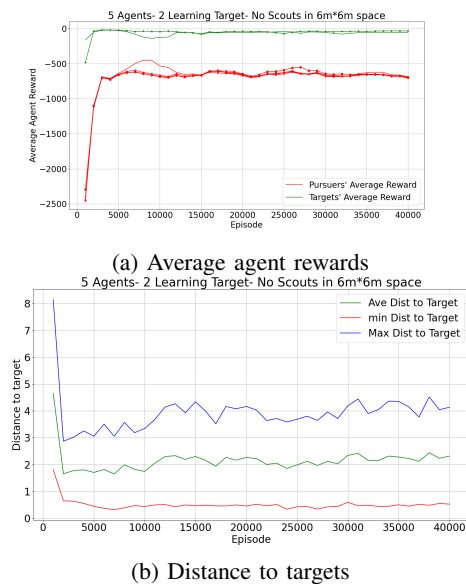 5 Agents- 2 Learning Target- No Scouts in 6m*6m space
0
−500
−1000
−1500
−2000
−2500
Average Agent Reward
Pursuers' Average Reward
Targets' Average Reward
0 5000 10000 15000 20000 25000 30000 35000 40000
Episode
(a) Average agent rewards
5 Agents- 2 Learning Target- No Scouts in 6m*6m space
8
7
6
5
4
3
2
1
0
Distance to target
Ave Dist to Target
min Dist to Target
Max Dist to Target
0 5000 10000 15000 20000 25000 30000 35000 40000
Episode
(b) Distance to targets